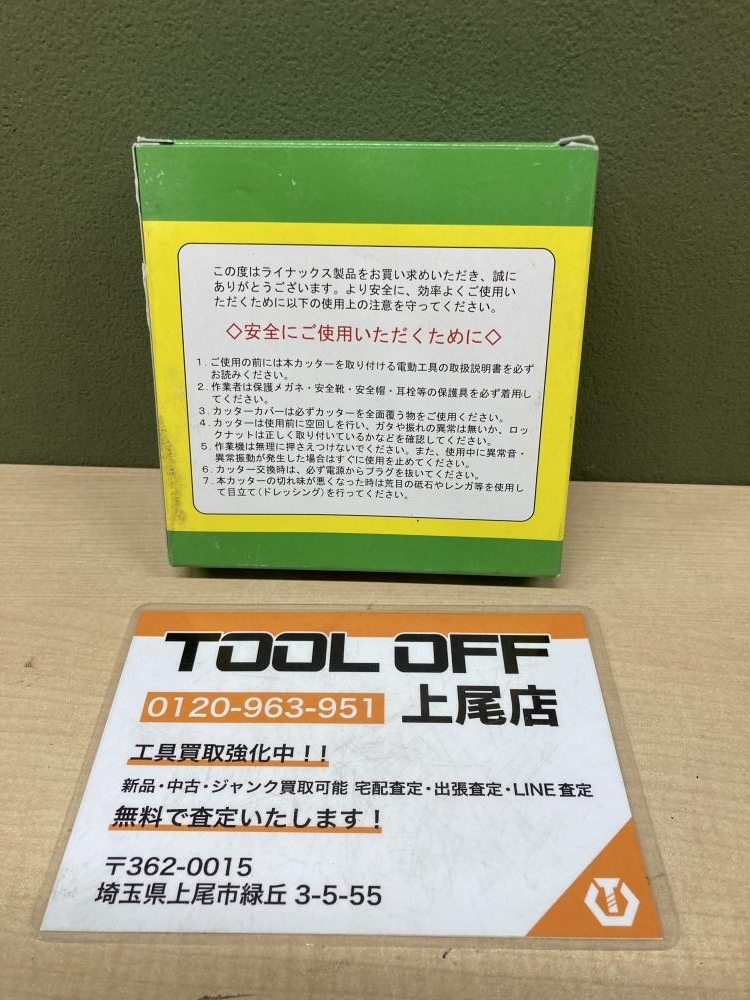 この度はライナックス製品をお買い求めいただき、誠に
ありがとうございます。より安全に、効率よくご使用い
ただくために以下の使用上の注意を守ってください。
◇安全にご使用いただくために◇
1. ご使用の前には本カッターを取り付ける電動工具の取扱説明書を必ず
お読みください。
2. 作業者は保護メガネ・安全靴・安全帽・耳栓等の保護具を必ず着用し
てください。
3. カッターカバーは必ずカッターを全面覆う物をご使用ください。
4. カッターは使用前に空回しを行い、ガタや振れの異常は無いか、ロッ
クナットは正しく取り付いているかなどを確認してください。
5. 作業機は無理に押さえつけないでください。また、使用中に異常音・
異常振動が発生した場合はすぐに使用を止めてください。
6. カッター交換時は、必ず電源からプラグを抜いてください。
7. 本カッターの切れ味が悪くなった時は荒目の砥石やレンガ等を使用し
て目立て(ドレッシング)を行ってください。
TOOL OFF
0120-963-951 上尾店
工具買取強化中!!
新品・中古・ジャンク買取可能 宅配査定・出張査定・LINE査定
無料で査定いたします!
〒362-0015
埼玉県上尾市緑丘 3-5-55